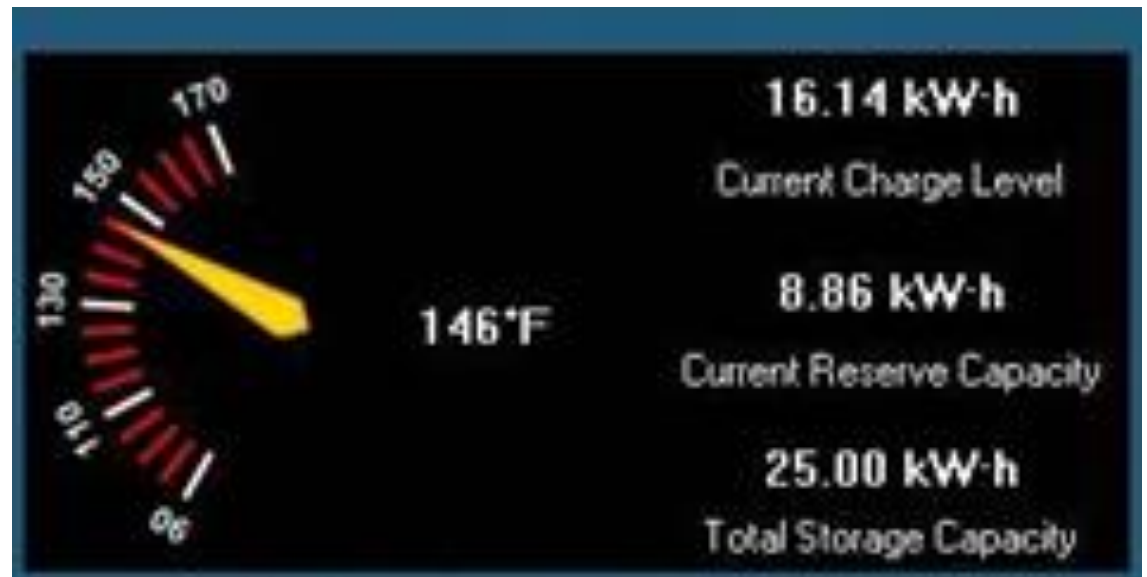 170
150
130
110
90
146°F
16.14 kW·h
Current Charge Level
8.86 kW·h
Current Reserve Capacity
25.00 kW·h
Total Storage Capacity